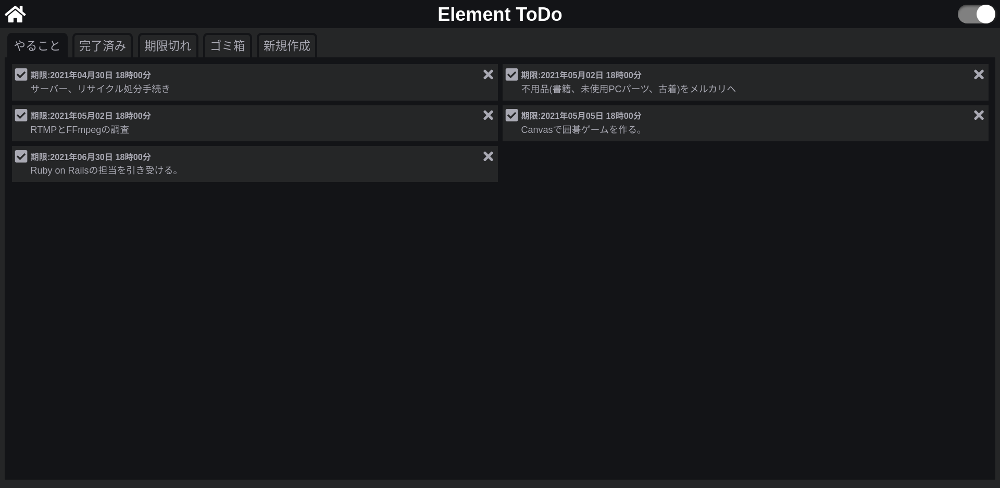 Element ToDo
やること
完了済み
期限切れ
ゴミ箱
新規作成
期限:2021年04月30日 18時00分
サーバー、リサイクル処分手続き
期限:2021年05月02日 18時00分
不用品(書籍、未使用PCパーツ、古着)をメルカリへ
期限:2021年05月02日 18時00分
RTMPとFFmpegの調査
期限:2021年05月05日 18時00分
Canvasで囲碁ゲームを作る。
期限:2021年06月30日 18時00分
Ruby on Railsの担当を引き受ける。